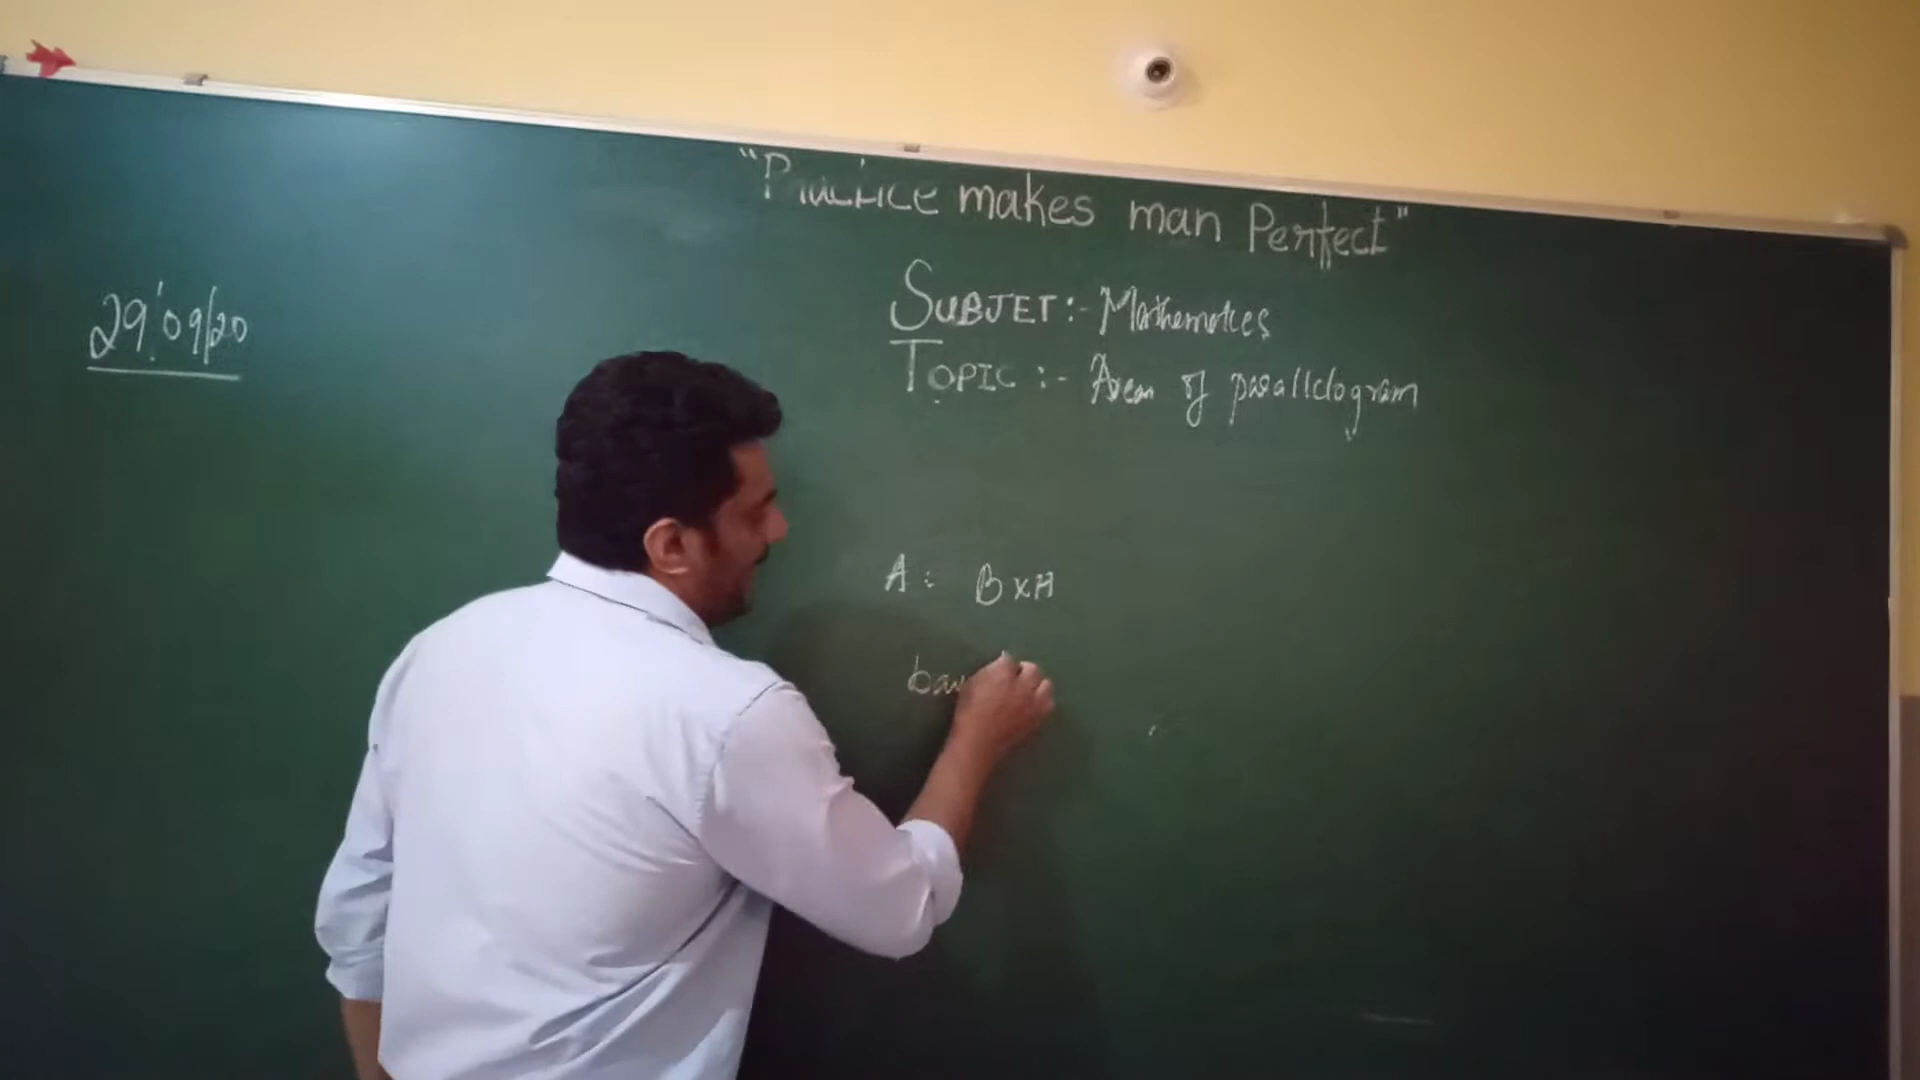 "Practice makes man Perfect"
29/09/20
SUBJET:- Mathematics
TOPIC :- Area of parallelogram
A: B x H